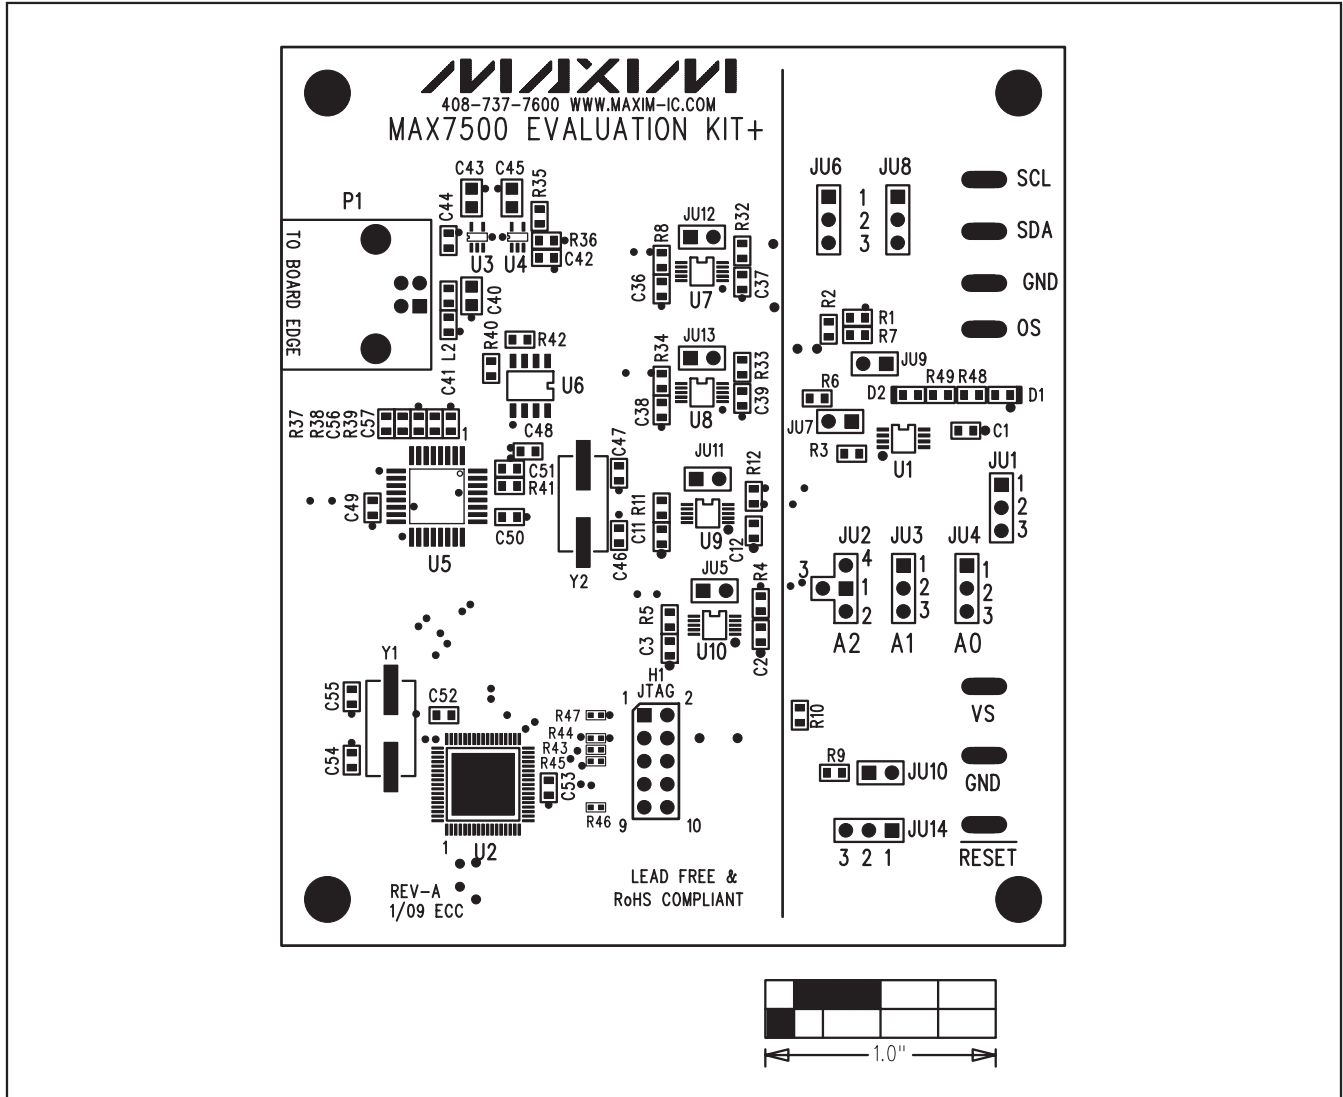 MAXIM
408-737-7600 WWW.MAXIM-IC.COM
MAX7500 EVALUATION KIT+
P1
TO BOARD EDGE
C43
C45
C44
R35
R36
C42
U3
U4
C40
L2
C41
R40
R42
U6
R37
R38
C56
R39
C57
1
C48
C51
R41
C50
C49
U5
C47
C46
Y2
JU12
R8
R32
C36
C37
U7
JU13
R34
R33
C38
C39
U8
JU11
R12
R11
C11
C12
U9
JU5
R4
R5
C3
C2
U10
JU6
JU8
1
2
3
SCL
SDA
GND
OS
R2
R1
R7
JU9
R6
D2
R49
R48
D1
JU7
R3
U1
C1
JU1
1
2
3
JU2
JU3
JU4
3
4
1
2
1
2
3
1
2
3
A2
A1
A0
Y1
C55
C54
C52
C53
1
U2
R47
R44
R43
R45
R46
H1
JTAG
1
2
9
10
R10
VS
R9
JU10
GND
JU14
3 2 1
RESET
LEAD FREE &
RoHS COMPLIANT
REV-A
1/09 ECC
1.0"